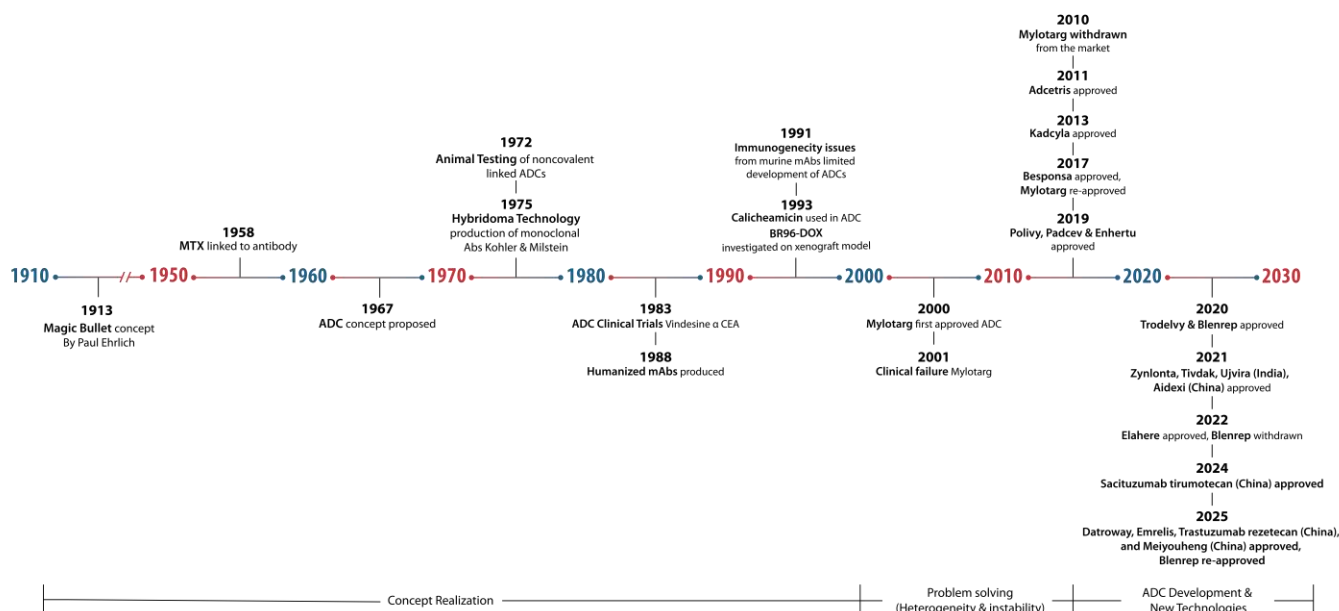 2010
Mylotarg withdrawn
from the market
2011
Adcetris approved
2013
Kadcyla approved
2017
Besponsa approved,
Mylotarg re-approved
2019
Polivy, Padcev & Enhertu
approved
1972
Animal Testing of noncovalent
linked ADCs
1975
Hybridoma Technology
production of monoclonal
Abs Kohler & Milstein
1991
Immunogenecity issues
from murine mAbs limited
development of ADCs
1993
Calicheamicin used in ADC
BR96-DOX
investigated on xenograft model
1958
MTX linked to antibody
1910 1950 1960 1970 1980 1990 2000 2010 2020 2030
1913
Magic Bullet concept
By Paul Ehrlich
1967
ADC concept proposed
1983
ADC Clinical Trials Vindesine α CEA
1988
Humanized mAbs produced
2000
Mylotarg first approved ADC
2001
Clinical failure Mylotarg
2020
Trodelvy & Blenrep approved
2021
Zynlonta, Tivdak, Ujvira (India),
Aidexi (China) approved
2022
Elahere approved, Blenrep withdrawn
2024
Sacituzumab tirumotecan (China) approved
2025
Datroway, Emrelis, Trastuzumab rezetecan (China),
and Meiyouheng (China) approved,
Blenrep re-approved
Concept Realization
Problem solving
(Heterogeneity & instability)
ADC Development &
New Technologies